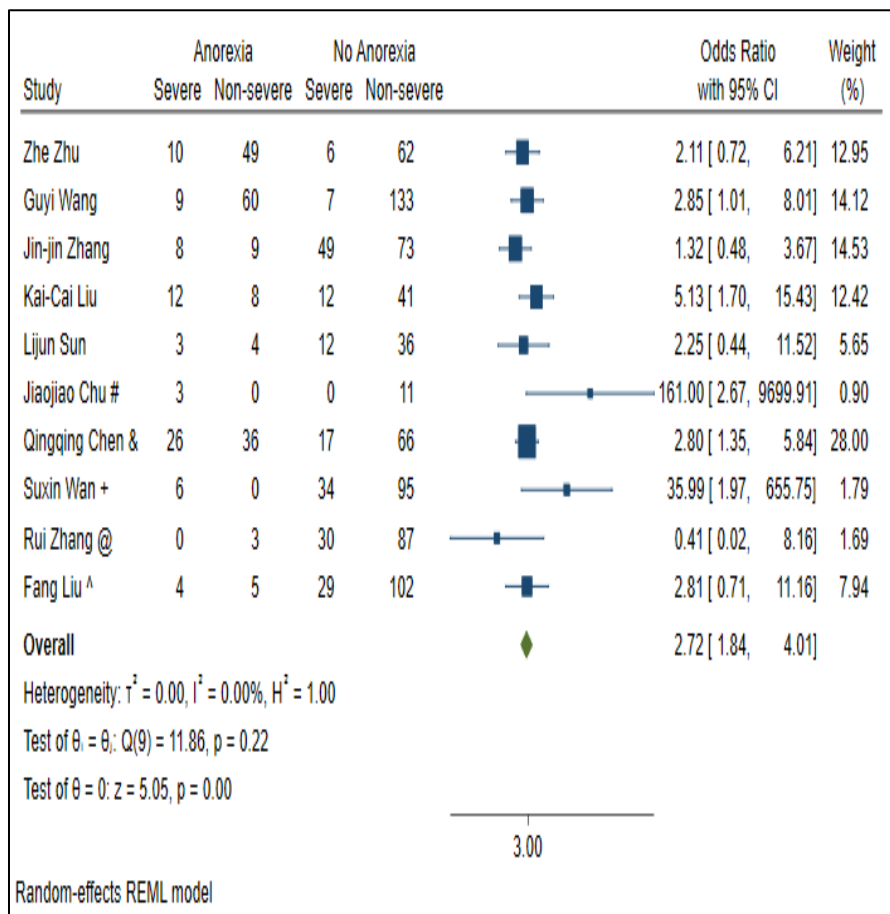 Anorexia No Anorexia Odds Ratio Weight
Study Severe Non-severe Severe Non-severe with 95% CI (%)
Zhe Zhu 10 49 6 62 2.11 [ 0.72, 6.21] 12.95
Guyi Wang 9 60 7 133 2.85 [ 1.01, 8.01] 14.12
Jin-jin Zhang 8 9 49 73 1.32 [ 0.48, 3.67] 14.53
Kai-Cai Liu 12 8 12 41 5.13 [ 1.70, 15.43] 12.42
Lijun Sun 3 4 12 36 2.25 [ 0.44, 11.52] 5.65
Jiaojiao Chu # 3 0 0 11 161.00 [ 2.67, 9699.91] 0.90
Qingqing Chen & 26 36 17 66 2.80 [ 1.35, 5.84] 28.00
Suxin Wan + 6 0 34 95 35.99 [ 1.97, 655.75] 1.79
Rui Zhang @ 0 3 30 87 0.41 [ 0.02, 8.16] 1.69
Fang Liu ^ 4 5 29 102 2.81 [ 0.71, 11.16] 7.94
Overall 2.72 [ 1.84, 4.01]
Heterogeneity: τ² = 0.00, I² = 0.00%, H² = 1.00
Test of θᵢ = θⱼ: Q(9) = 11.86, p = 0.22
Test of θ = 0: z = 5.05, p = 0.00
3.00
Random-effects REML model